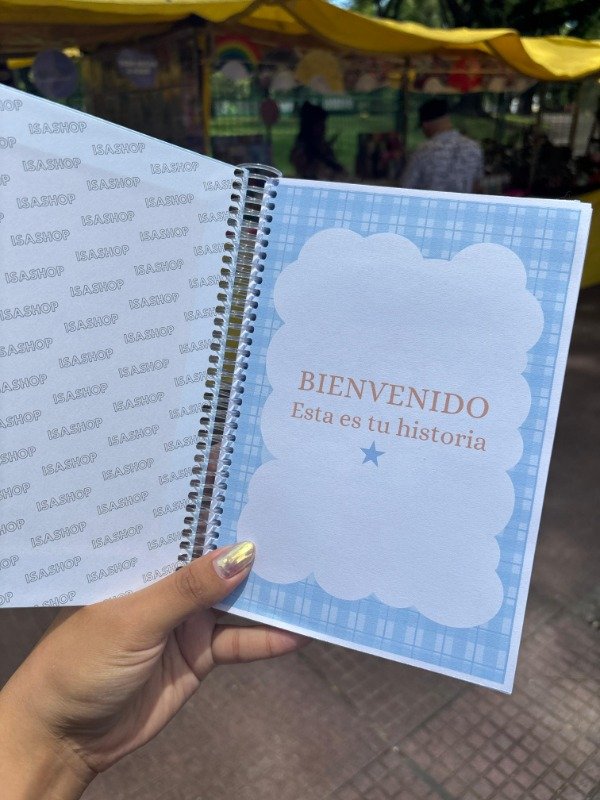 ISASHOP
BIENVENIDO
Esta es tu historia